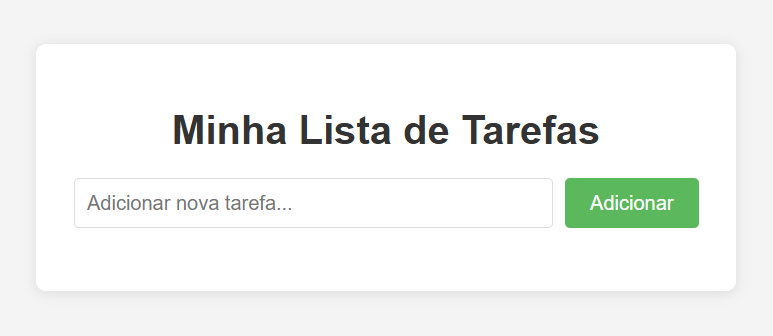 Minha Lista de Tarefas
Adicionar nova tarefa...
Adicionar